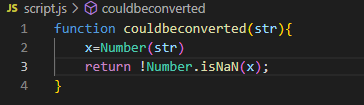 JS script.js > couldbeconverted
1 function couldbeconverted(str){
2 x=Number(str)
3 return !Number.isNaN(x);
4 }